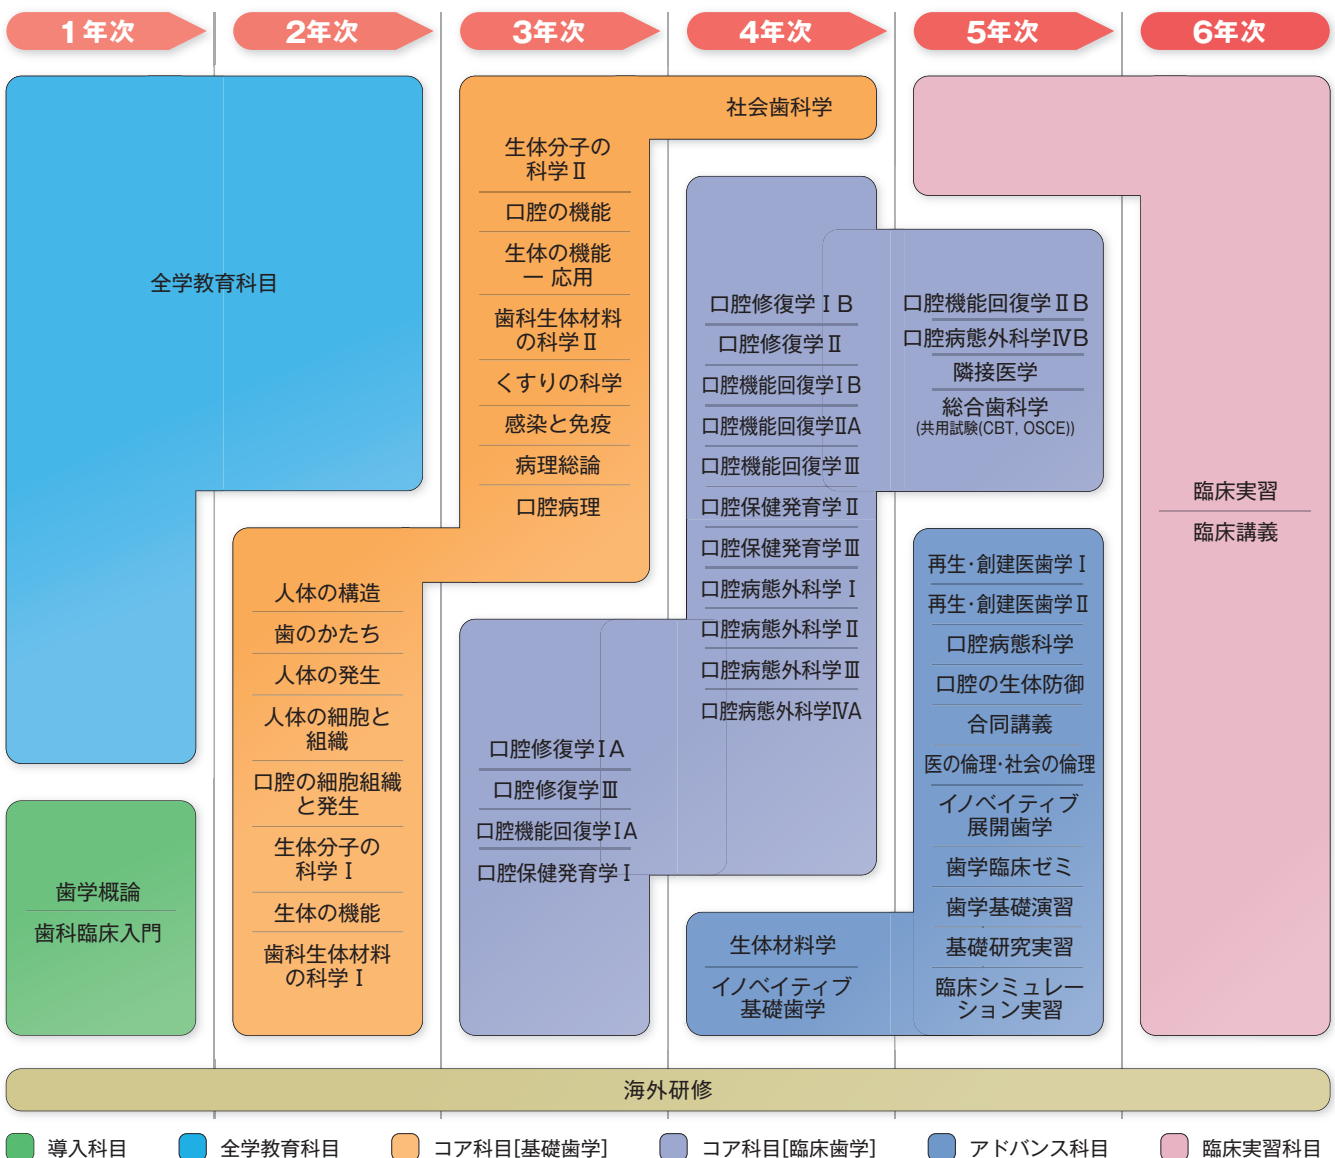 1年次
2年次
3年次
4年次
5年次
6年次
全学教育科目
歯学概論
歯科臨床入門
人体の構造
歯のかたち
人体の発生
人体の細胞と
組織
口腔の細胞組織
と発生
生体分子の
科学Ⅰ
生体の機能
歯科生体材料
の科学Ⅰ
社会歯科学
生体分子の
科学Ⅱ
口腔の機能
生体の機能
ー 応用
歯科生体材料
の科学Ⅱ
くすりの科学
感染と免疫
病理総論
口腔病理
口腔修復学ⅠA
口腔修復学Ⅲ
口腔機能回復学ⅠA
口腔保健発育学Ⅰ
口腔修復学ⅠB
口腔修復学Ⅱ
口腔機能回復学ⅠB
口腔機能回復学ⅡA
口腔機能回復学Ⅲ
口腔保健発育学Ⅱ
口腔保健発育学Ⅲ
口腔病態外科学Ⅰ
口腔病態外科学Ⅱ
口腔病態外科学Ⅲ
口腔病態外科学ⅣA
生体材料学
イノベイティブ
基礎歯学
口腔機能回復学ⅡB
口腔病態外科学ⅣB
隣接医学
総合歯科学
(共用試験(CBT, OSCE))
再生・創建医歯学Ⅰ
再生・創建医歯学Ⅱ
口腔病態科学
口腔の生体防御
合同講義
医の倫理・社会の倫理
イノベイティブ
展開歯学
歯学臨床ゼミ
歯学基礎演習
基礎研究実習
臨床シミュレー
ション実習
臨床実習
臨床講義
海外研修
導入科目
全学教育科目
コア科目[基礎歯学]
コア科目[臨床歯学]
アドバンス科目
臨床実習科目